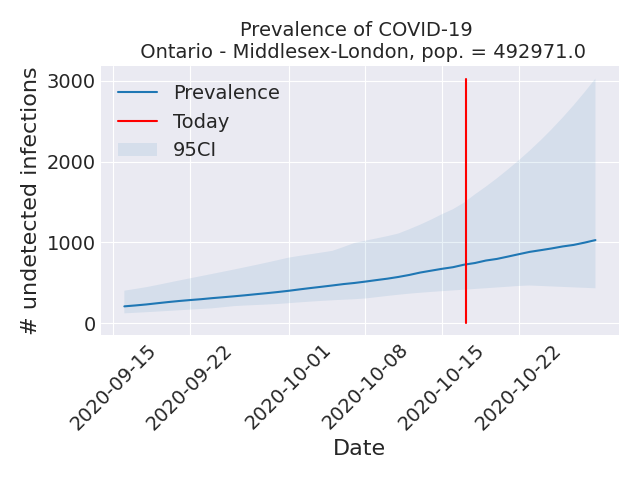 Prevalence of COVID-19
Ontario - Middlesex-London, pop. = 492971.0
# undetected infections
3000
2000
1000
0
Prevalence
Today
95CI
2020-09-15
2020-09-22
2020-10-01
2020-10-08
2020-10-15
2020-10-22
Date